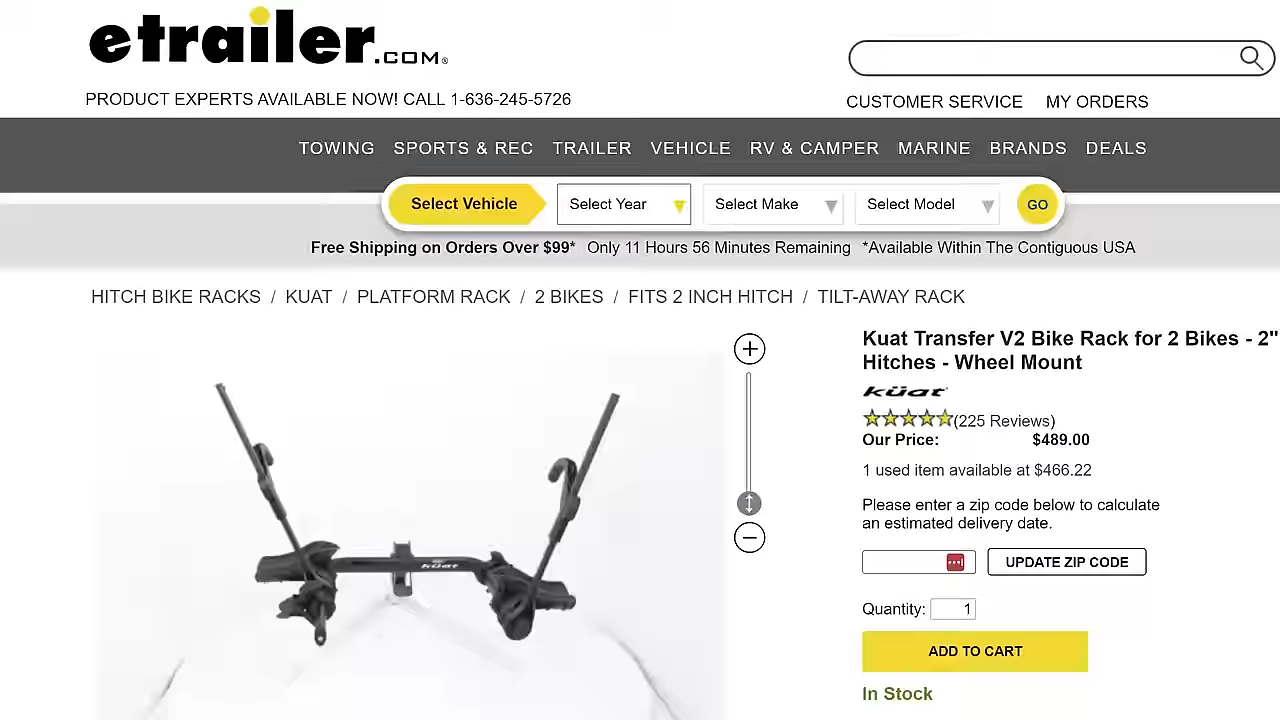 etrailer.COM®
PRODUCT EXPERTS AVAILABLE NOW! CALL 1-636-245-5726
CUSTOMER SERVICE MY ORDERS
TOWING SPORTS & REC TRAILER VEHICLE RV & CAMPER MARINE BRANDS DEALS
Select Vehicle Select Year Select Make Select Model GO
Free Shipping on Orders Over $99* Only 11 Hours 56 Minutes Remaining *Available Within The Contiguous USA
HITCH BIKE RACKS / KUAT / PLATFORM RACK / 2 BIKES / FITS 2 INCH HITCH / TILT-AWAY RACK
Kuat Transfer V2 Bike Rack for 2 Bikes - 2"
Hitches - Wheel Mount
küat
(225 Reviews)
Our Price: $489.00
1 used item available at $466.22
Please enter a zip code below to calculate
an estimated delivery date.
UPDATE ZIP CODE
Quantity: 1
ADD TO CART
In Stock
küat